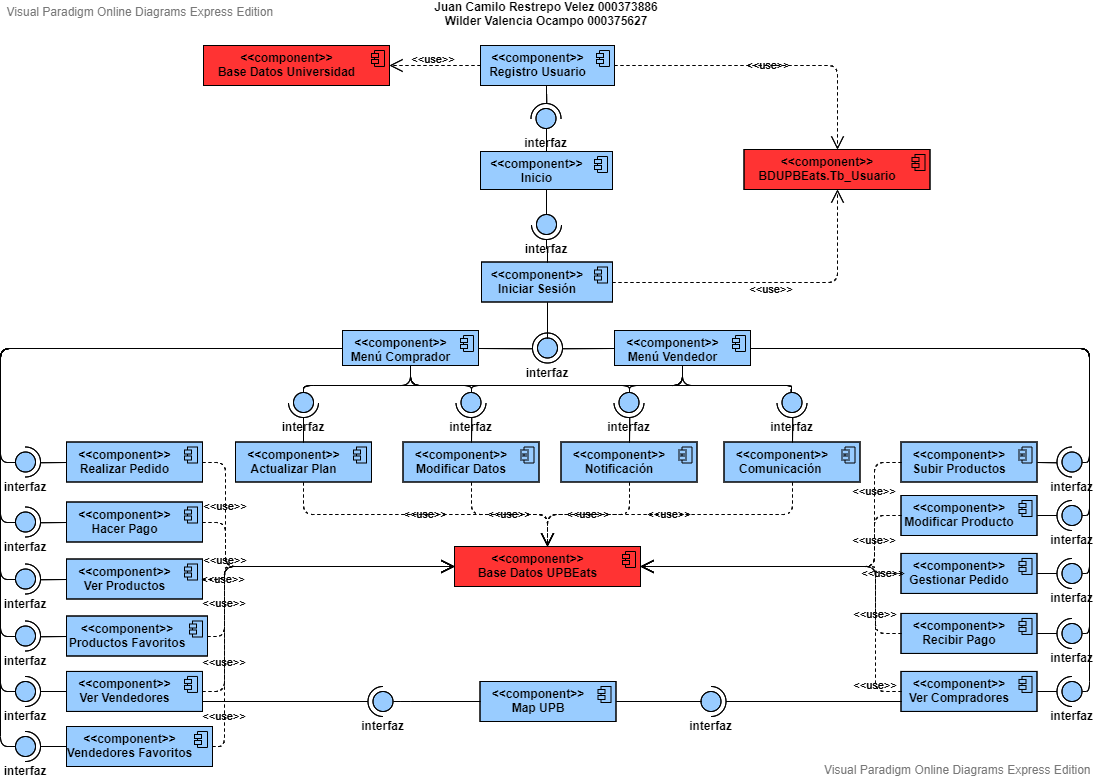 Visual Paradigm Online Diagrams Express Edition
Juan Camilo Restrepo Velez 000373886
Wilder Valencia Ocampo 000375627
<<component>>
Base Datos Universidad
<<use>>
<<component>>
Registro Usuario
<<use>>
interfaz
<<component>>
Inicio
<<component>>
BDUPBEats.Tb_Usuario
interfaz
<<component>>
Iniciar Sesión
<<use>>
<<component>>
Menú Comprador
interfaz
<<component>>
Menú Vendedor
interfaz
interfaz
interfaz
interfaz
interfaz
<<component>>
Realizar Pedido
<<component>>
Actualizar Plan
<<component>>
Modificar Datos
<<component>>
Notificación
<<component>>
Comunicación
<<component>>
Subir Productos
interfaz
<<use>>
<<use>>
<<use>>
<<use>>
<<use>>
<<use>>
interfaz
<<component>>
Hacer Pago
<<component>>
Modificar Producto
interfaz
<<use>>
<<use>>
interfaz
<<component>>
Ver Productos
<<use>>
<<component>>
Base Datos UPBEats
<<use>>
<<component>>
Gestionar Pedido
interfaz
<<use>>
<<use>>
interfaz
<<component>>
Productos Favoritos
<<component>>
Recibir Pago
interfaz
<<use>>
<<use>>
interfaz
<<component>>
Ver Vendedores
interfaz
<<component>>
Map UPB
interfaz
<<component>>
Ver Compradores
interfaz
<<use>>
<<component>>
Vendedores Favoritos
interfaz
Visual Paradigm Online Diagrams Express Edition